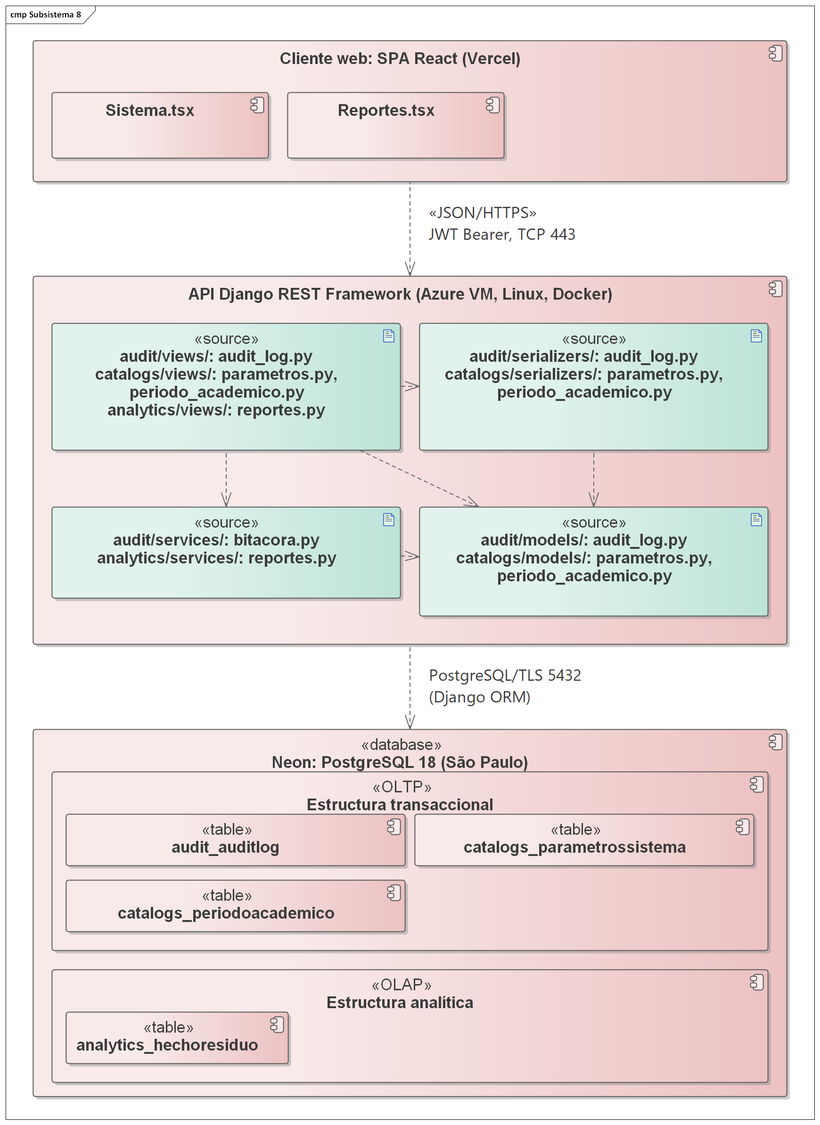 cmp Subsistema 8
Cliente web: SPA React (Vercel)
Sistema.tsx
Reportes.tsx
«JSON/HTTPS»
JWT Bearer, TCP 443
API Django REST Framework (Azure VM, Linux, Docker)
«source»
audit/views/: audit_log.py
catalogs/views/: parametros.py,
periodo_academico.py
analytics/views/: reportes.py
«source»
audit/serializers/: audit_log.py
catalogs/serializers/: parametros.py,
periodo_academico.py
«source»
audit/services/: bitacora.py
analytics/services/: reportes.py
«source»
audit/models/: audit_log.py
catalogs/models/: parametros.py,
periodo_academico.py
PostgreSQL/TLS 5432
(Django ORM)
«database»
Neon: PostgreSQL 18 (São Paulo)
«OLTP»
Estructura transaccional
«table»
audit_auditlog
«table»
catalogs_parametrossistema
«table»
catalogs_periodoacademico
«OLAP»
Estructura analítica
«table»
analytics_hechoresiduo